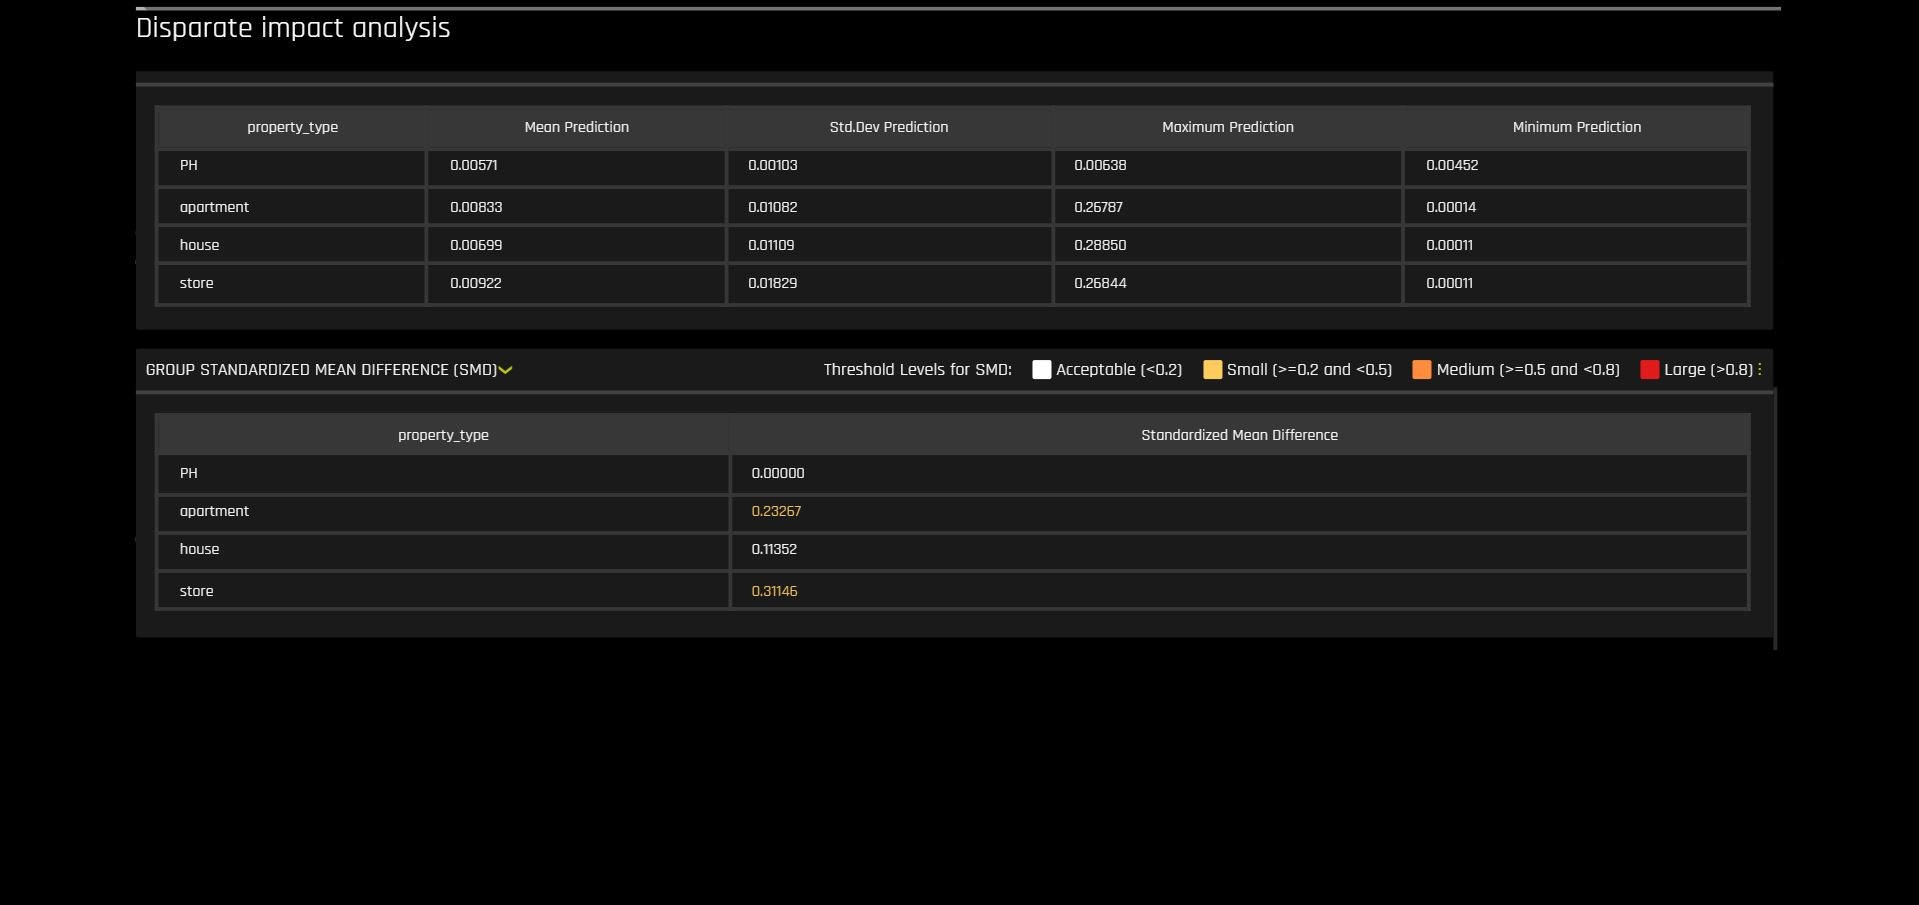 Disparate impact analysis
property_type Mean Prediction Std.Dev Prediction Maximum Prediction Minimum Prediction
PH 0.00571 0.00103 0.00638 0.00452
apartment 0.00833 0.01082 0.26787 0.00014
house 0.00699 0.01109 0.28850 0.00011
store 0.00922 0.01829 0.26844 0.00011
GROUP STANDARDIZED MEAN DIFFERENCE (SMD) Threshold Levels for SMD: Acceptable (<0.2) Small (>=0.2 and <0.5) Medium (>=0.5 and <0.8) Large (>0.8)
property_type Standardized Mean Difference
PH 0.00000
apartment 0.23267
house 0.11352
store 0.31146